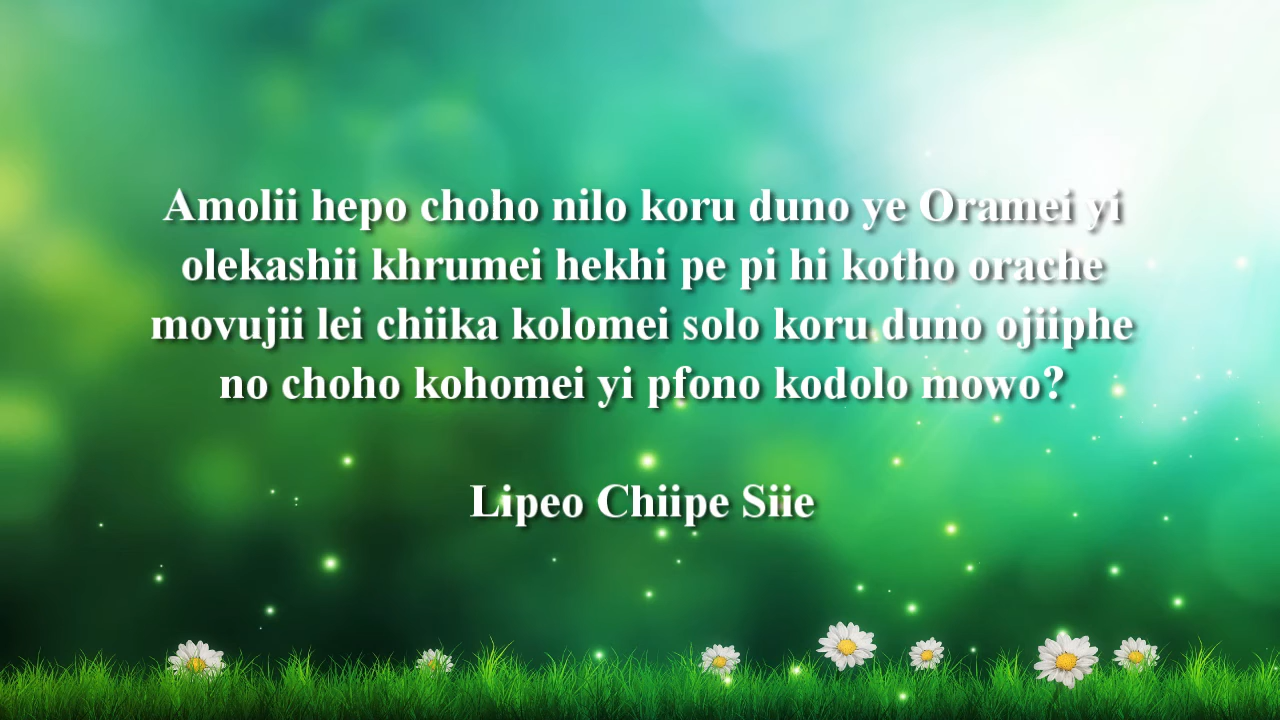 Amolii hepo choho nilo koru duno ye Oramei yi
olekashii khrumei hekhi pe pi hi kotho orache
movujii lei chiika kolomei solo koru duno ojiiphe
no choho kohomei yi pfono kodolo mowo?
Lipeo Chiipe Siie